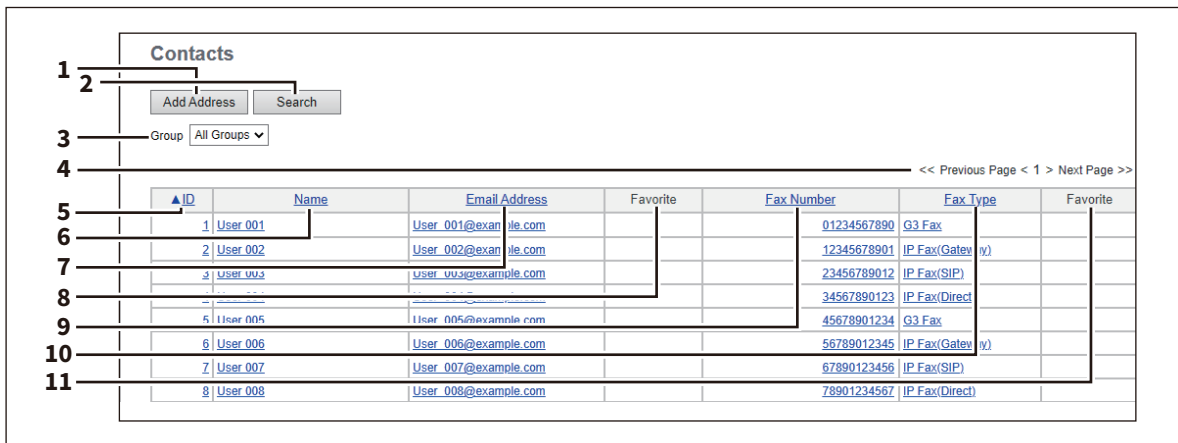 Contacts
1
2
Add Address Search
3 Group All Groups
4 << Previous Page < 1 > Next Page >>
▲ID Name Email Address Favorite Fax Number Fax Type Favorite
5
1 User 001 User_001@example.com 01234567890 G3 Fax
6
2 User 002 User_002@example.com 12345678901 IP Fax(Gateway)
7
3 User 003 User_003@example.com 23456789012 IP Fax(SIP)
8
34567890123 IP Fax(Direct
9
5 User 005 User_005@example.com 45678901234 G3 Fax
10
6 User 006 User_006@example.com 56789012345 IP Fax(Gateway)
7 User 007 User_007@example.com 67890123456 IP Fax(SIP)
11
8 User 008 User_008@example.com 78901234567 IP Fax(Direct)